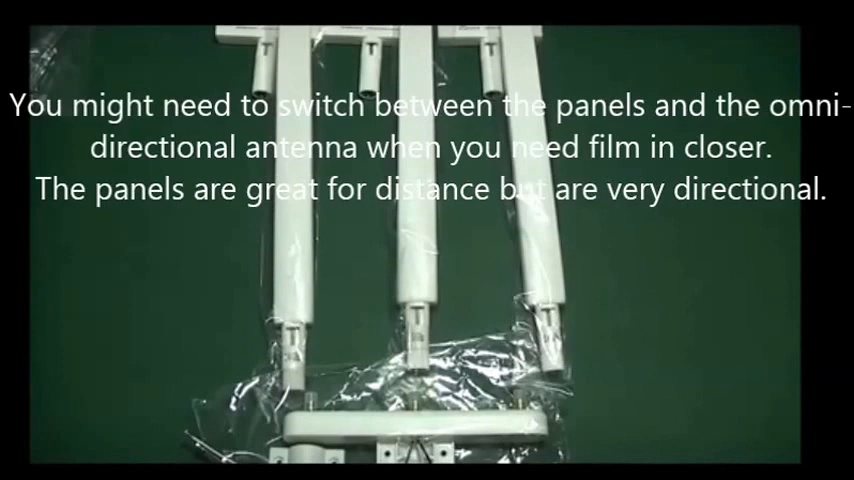 T T T
You might need to switch between the panels and the omni-
directional antenna when you need film in closer.
The panels are great for distance but are very directional.
T T T